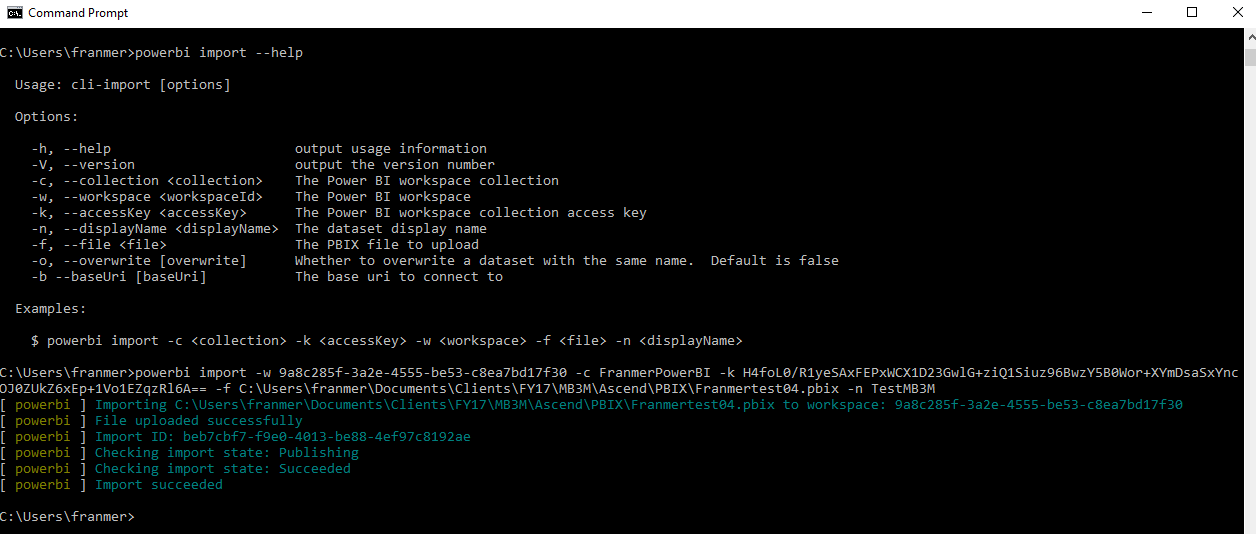 Command Prompt
C:\Users\franmer>powerbi import --help
Usage: cli-import [options]
Options:
-h, --help output usage information
-V, --version output the version number
-c, --collection <collection> The Power BI workspace collection
-w, --workspace <workspaceId> The Power BI workspace
-k, --accessKey <accessKey> The Power BI workspace collection access key
-n, --displayName <displayName> The dataset display name
-f, --file <file> The PBIX file to upload
-o, --overwrite [overwrite] Whether to overwrite a dataset with the same name.  Default is false
-b --baseUri [baseUri] The base uri to connect to
Examples:
$ powerbi import -c <collection> -k <accessKey> -w <workspace> -f <file> -n <displayName>
C:\Users\franmer>powerbi import -w 9a8c285f-3a2e-4555-be53-c8ea7bd17f30 -c FranmerPowerBI -k H4foL0/R1yeSAxFEPxWCX1D23GwlG+ziQ1Siuz96BwzY5B0Wor+XYmDsaSxYnc
OJ0ZUkZ6xEp+1Vo1EZqzRl6A== -f C:\Users\franmer\Documents\Clients\FY17\MB3M\Ascend\PBIX\Franmertest04.pbix -n TestMB3M
[ powerbi ] Importing C:\Users\franmer\Documents\Clients\FY17\MB3M\Ascend\PBIX\Franmertest04.pbix to workspace: 9a8c285f-3a2e-4555-be53-c8ea7bd17f30
[ powerbi ] File uploaded successfully
[ powerbi ] Import ID: beb7cbf7-f9e0-4013-be88-4ef97c8192ae
[ powerbi ] Checking import state: Publishing
[ powerbi ] Checking import state: Succeeded
[ powerbi ] Import succeeded
C:\Users\franmer>